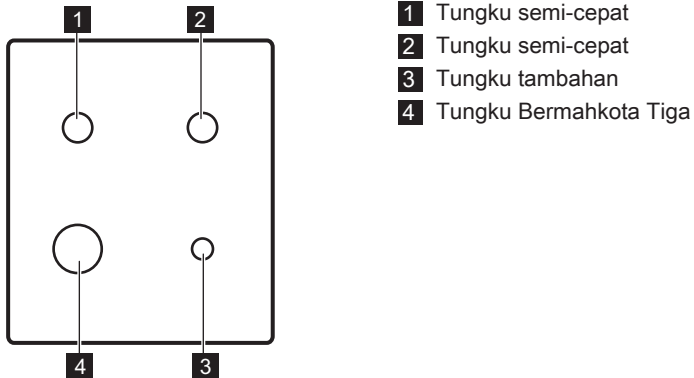 1 2
1 Tungku semi-cepat
2 Tungku semi-cepat
3 Tungku tambahan
4 Tungku Bermahkota Tiga
4 3